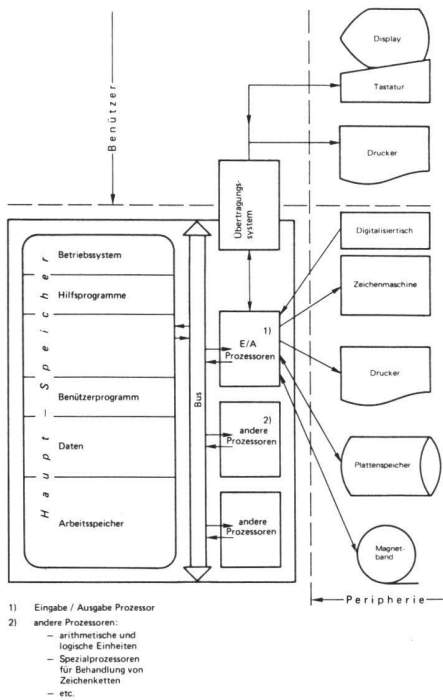 Display
Tastatur
Benützer
Drucker
Übertragungs-
system
Digitalisiertisch
Betriebssystem
Zeichenmaschine
Hilfsprogramme
1)
E/A
Prozessoren
Drucker
Haupt – Speicher
Benützerprogramm
Bus
2)
andere
Prozessoren
Daten
Plattenspeicher
Arbeitsspeicher
andere
Prozessoren
Magnet-
band
Peripherie
1) Eingabe / Ausgabe Prozessor
2) andere Prozessoren:
– arithmetische und
logische Einheiten
– Spezialprozessoren
für Behandlung von
Zeichenketten
– etc.